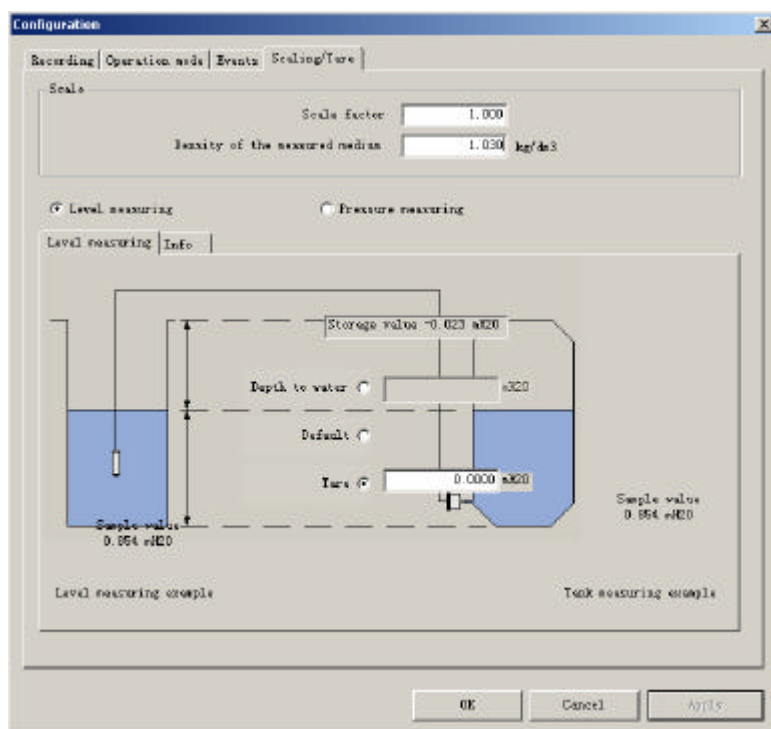 Configuration
Recording Operation mode Events Scaling/Tare
Scale
Scale factor 1.000
Density of the measured medium 1.030 kg/dm3
Level measuring Pressure measuring
Level measuring Info
Storage value -0.023 mH2O
Depth to water mH2O
Default
Tare 0.0000 mH2O
Sample value
0.854 mH2O
Sample value
0.854 mH2O
Level measuring example Tank measuring example
OK Cancel Apply